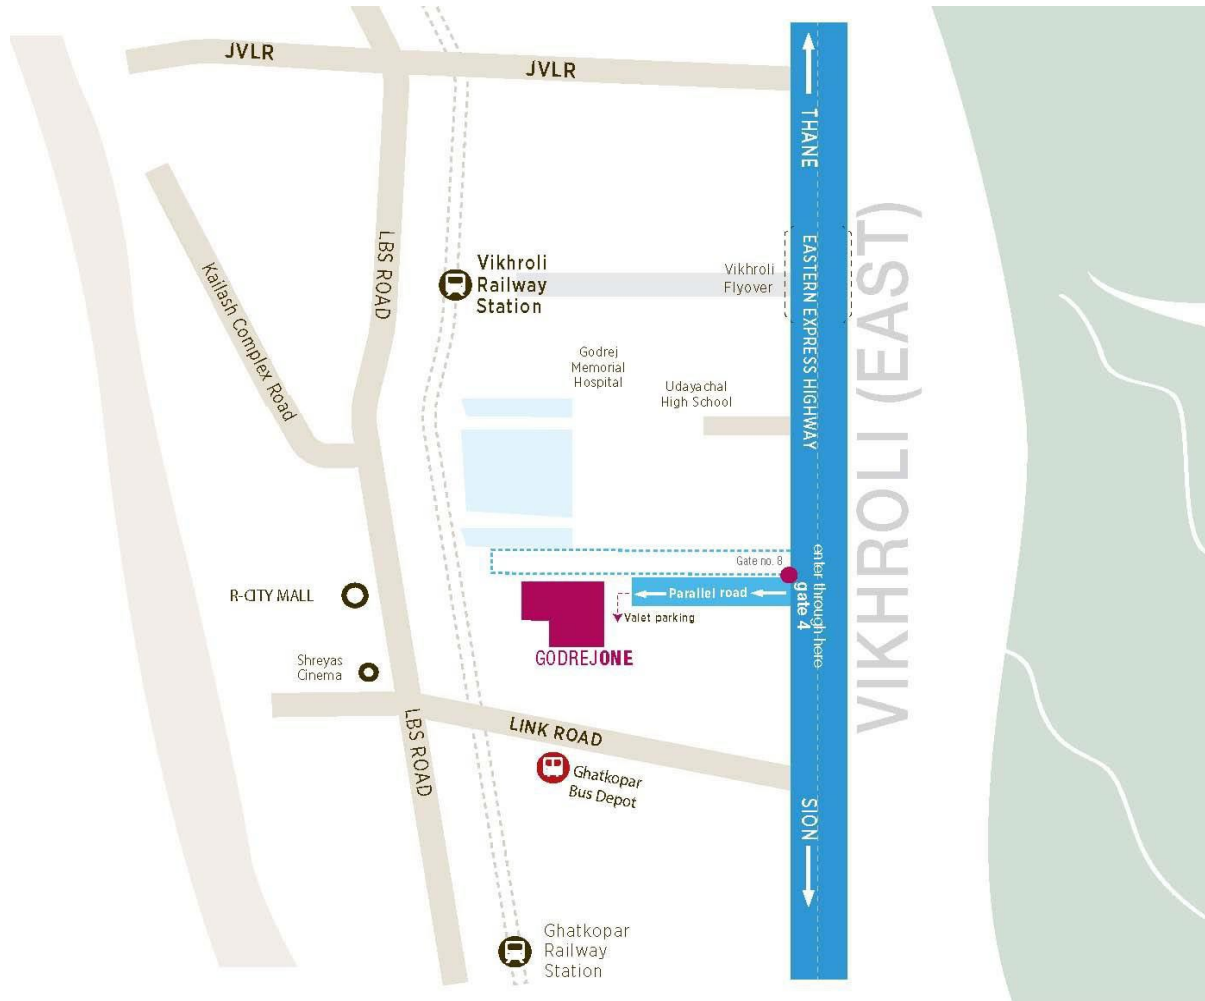 JVLR
JVLR
THANE
LBS ROAD
Kailash Complex Road
Vikhroli
Railway
Station
Vikhroli
Flyover
EASTERN EXPRESS HIGHWAY
VIKHROLI (EAST)
Godrej
Memorial
Hospital
Udayachal
High School
Gate no. 8
enter through here
gate 4
Parallel road
Valet parking
R-CITY MALL
GODREJONE
Shreyas
Cinema
LBS ROAD
LINK ROAD
Ghatkopar
Bus Depot
SION
Ghatkopar
Railway
Station